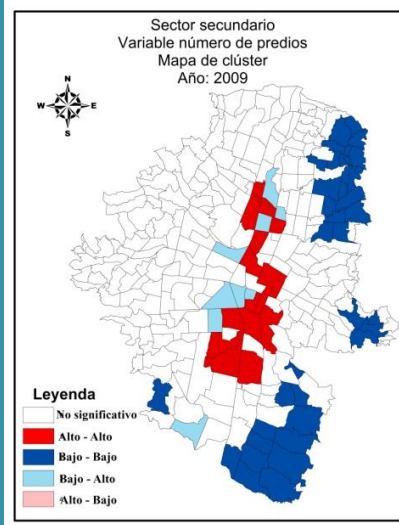 Sector secundario
Variable número de predios
Mapa de clúster
Año: 2009
N
W E
S
Leyenda
No significativo
Alto - Alto
Bajo - Bajo
Bajo - Alto
Alto - Bajo